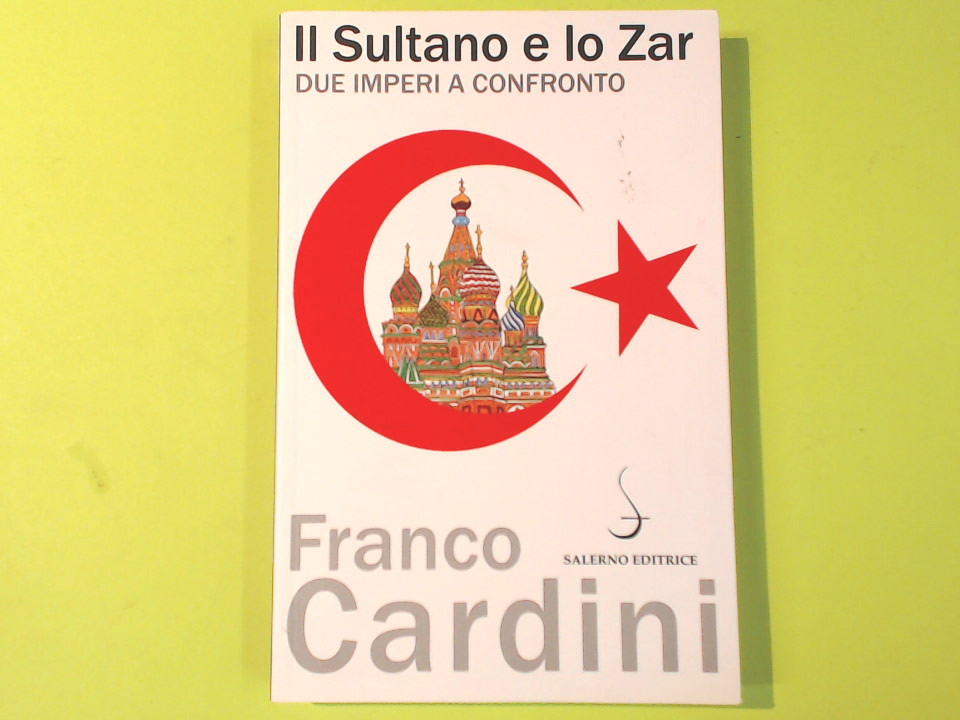 Il Sultano e lo Zar
DUE IMPERI A CONFRONTO
Franco
SALERNO EDITRICE
Cardini